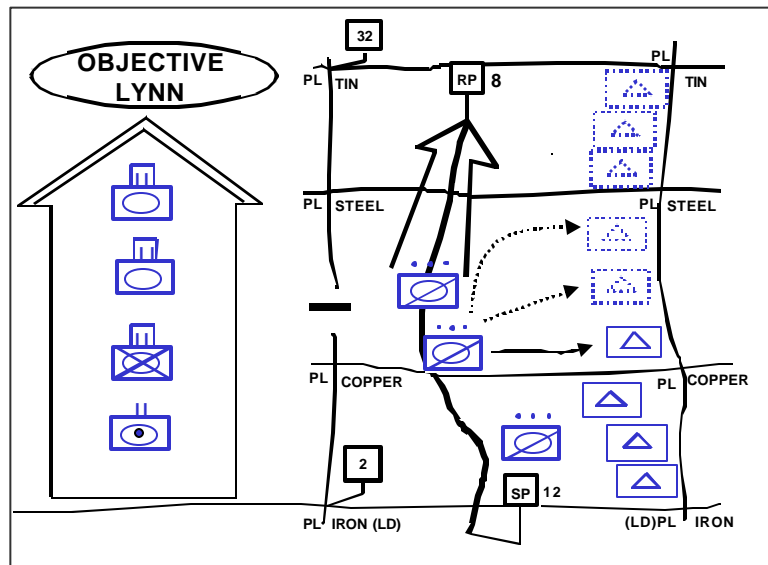 OBJECTIVE
LYNN
32
PL TIN
RP 8
PL TIN
PL STEEL
PL STEEL
PL COPPER
PL COPPER
2
SP 12
PL IRON (LD)
(LD)PL IRON